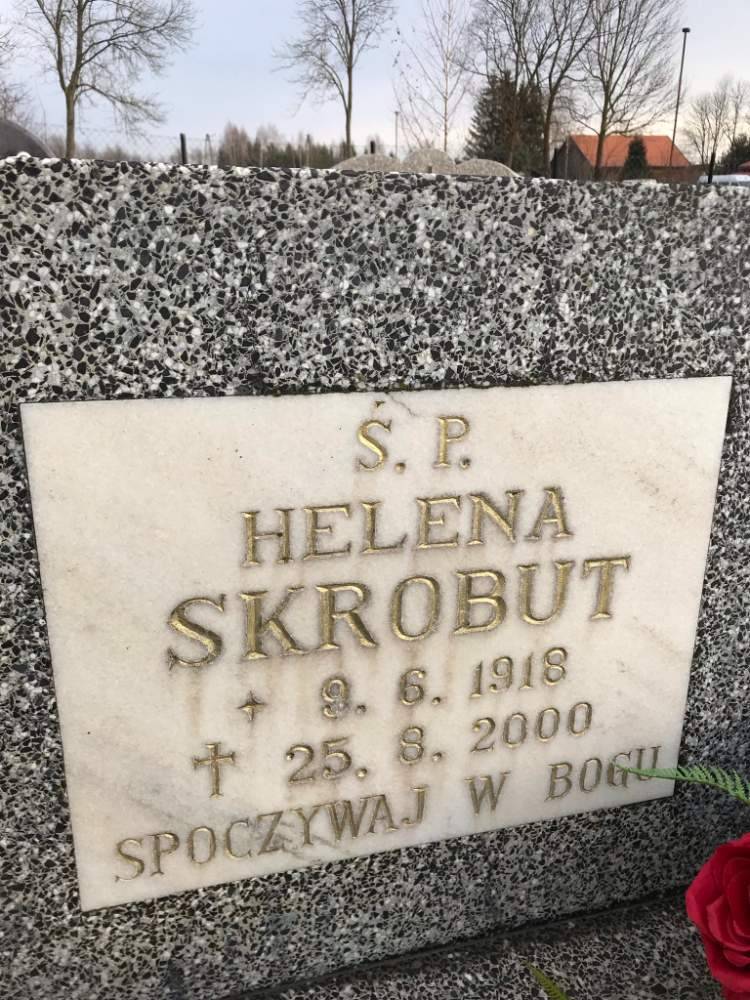 Ś. P.
HELENA
SKROBUT
9. 6. 1918
25. 8. 2000
SPOCZYWAJ W BOGU